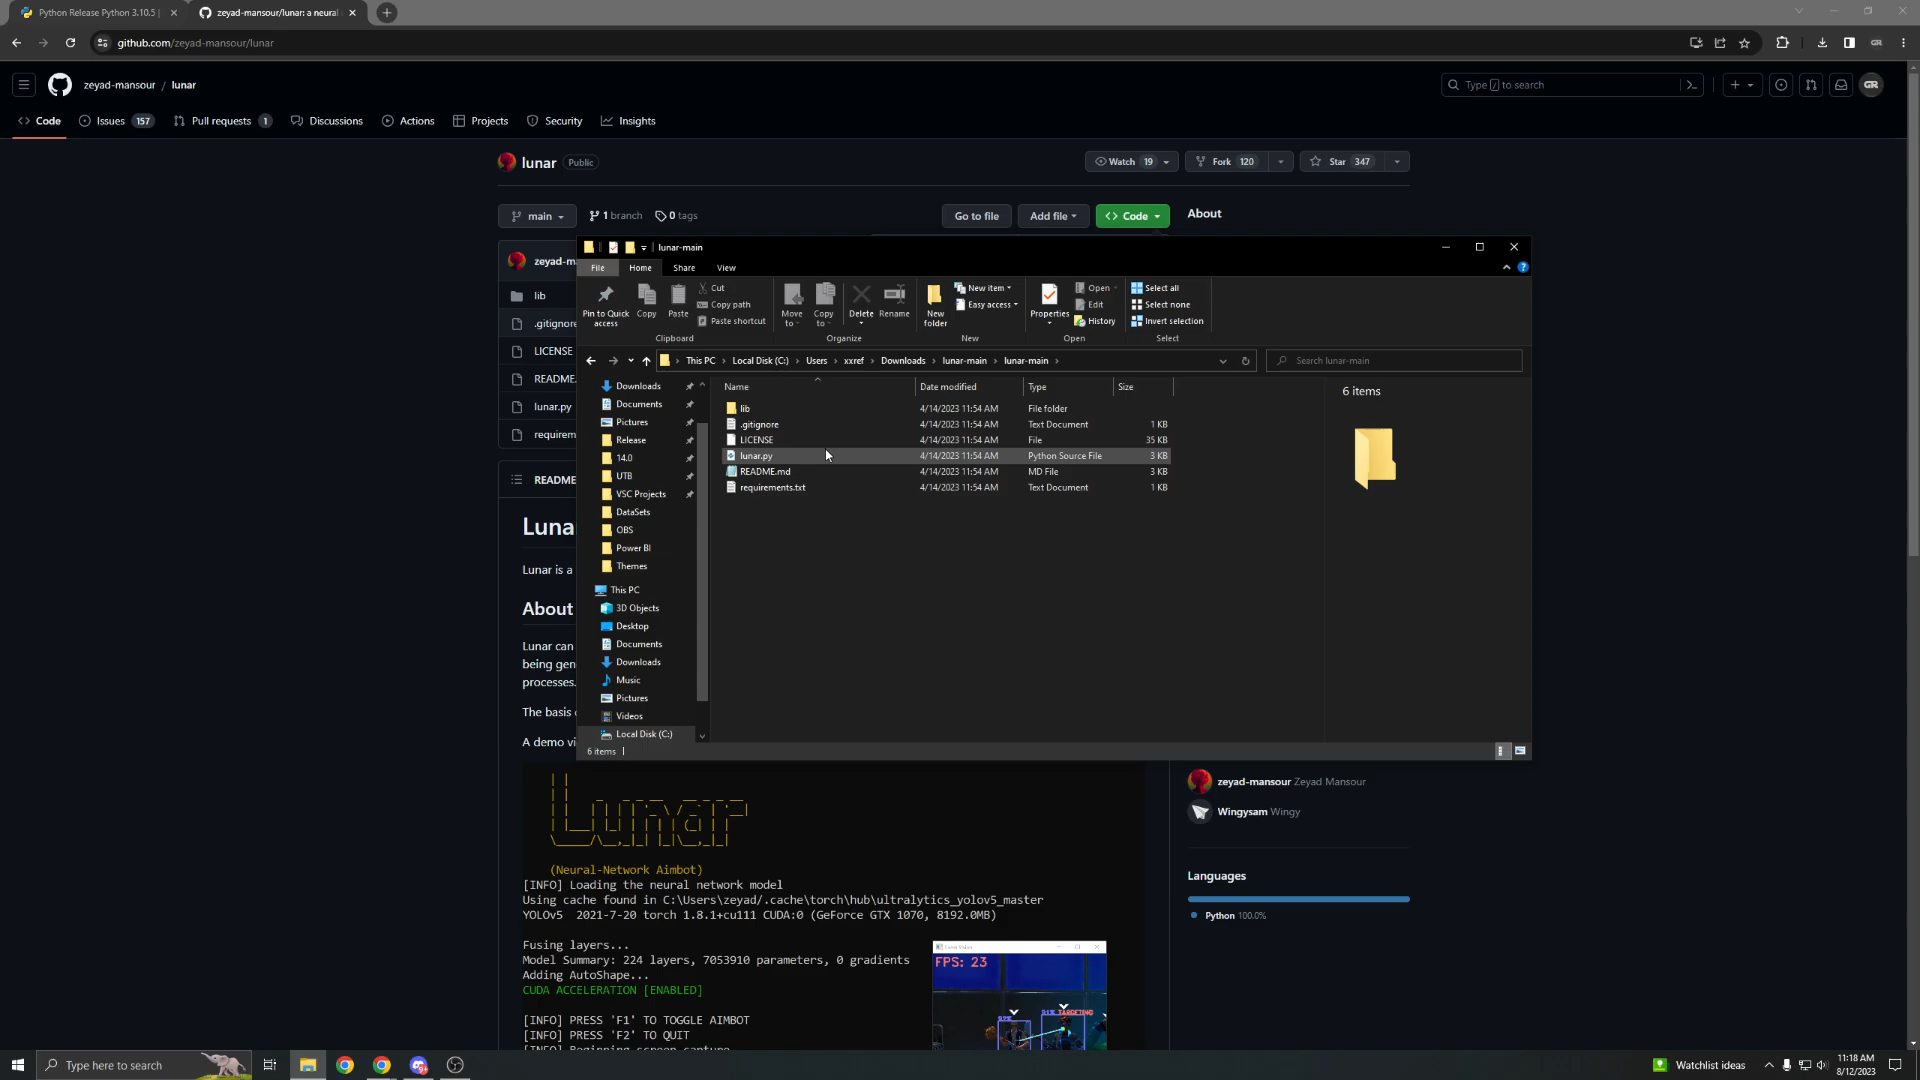 Python Release Python 3.10.5 |
zeyad-mansour/lunar: a neural
github.com/zeyad-mansour/lunar
GR
zeyad-mansour / lunar
Type / to search
GR
Code
Issues 157
Pull requests 1
Discussions
Actions
Projects
Security
Insights
lunar Public
Watch 19
Fork 120
Star 347
main
1 branch
0 tags
Go to file
Add file
Code
About
zeyad-m
lib
.gitignore
LICENSE
README.
lunar.py
requirem
README
Luna
Lunar is a
About
Lunar can
being gen
processes.
The basis
A demo vi
lunar-main
File
Home
Share
View
Pin to Quick access
Copy
Paste
Cut
Copy path
Paste shortcut
Clipboard
Move to
Copy to
Delete
Rename
Organize
New folder
New item
Easy access
New
Properties
Open
Edit
History
Open
Select all
Select none
Invert selection
Select
This PC
Local Disk (C:)
Users
xxref
Downloads
lunar-main
lunar-main
Search lunar-main
Downloads
Documents
Pictures
Release
14.0
UTB
VSC Projects
DataSets
OBS
Power BI
Themes
This PC
3D Objects
Desktop
Documents
Downloads
Music
Pictures
Videos
Local Disk (C:)
Name Date modified Type Size
lib 4/14/2023 11:54 AM File folder
.gitignore 4/14/2023 11:54 AM Text Document 1 KB
LICENSE 4/14/2023 11:54 AM File 35 KB
lunar.py 4/14/2023 11:54 AM Python Source File 3 KB
README.md 4/14/2023 11:54 AM MD File 3 KB
requirements.txt 4/14/2023 11:54 AM Text Document 1 KB
6 items
6 items
zeyad-mansour Zeyad Mansour
Wingysam Wingy
Languages
Python 100.0%
Lunar
(Neural-Network Aimbot)
[INFO] Loading the neural network model
Using cache found in C:\Users\zeyad/.cache\torch\hub\ultralytics_yolov5_master
YOLOv5 2021-7-20 torch 1.8.1+cu111 CUDA:0 (GeForce GTX 1070, 8192.0MB)
Fusing layers...
Model Summary: 224 layers, 7053910 parameters, 0 gradients
Adding AutoShape...
CUDA ACCELERATION [ENABLED]
[INFO] PRESS 'F1' TO TOGGLE AIMBOT
[INFO] PRESS 'F2' TO QUIT
[INFO] Beginning screen capture
FPS: 23
TARGETING
Type here to search
Watchlist ideas
11:18 AM
8/12/2023